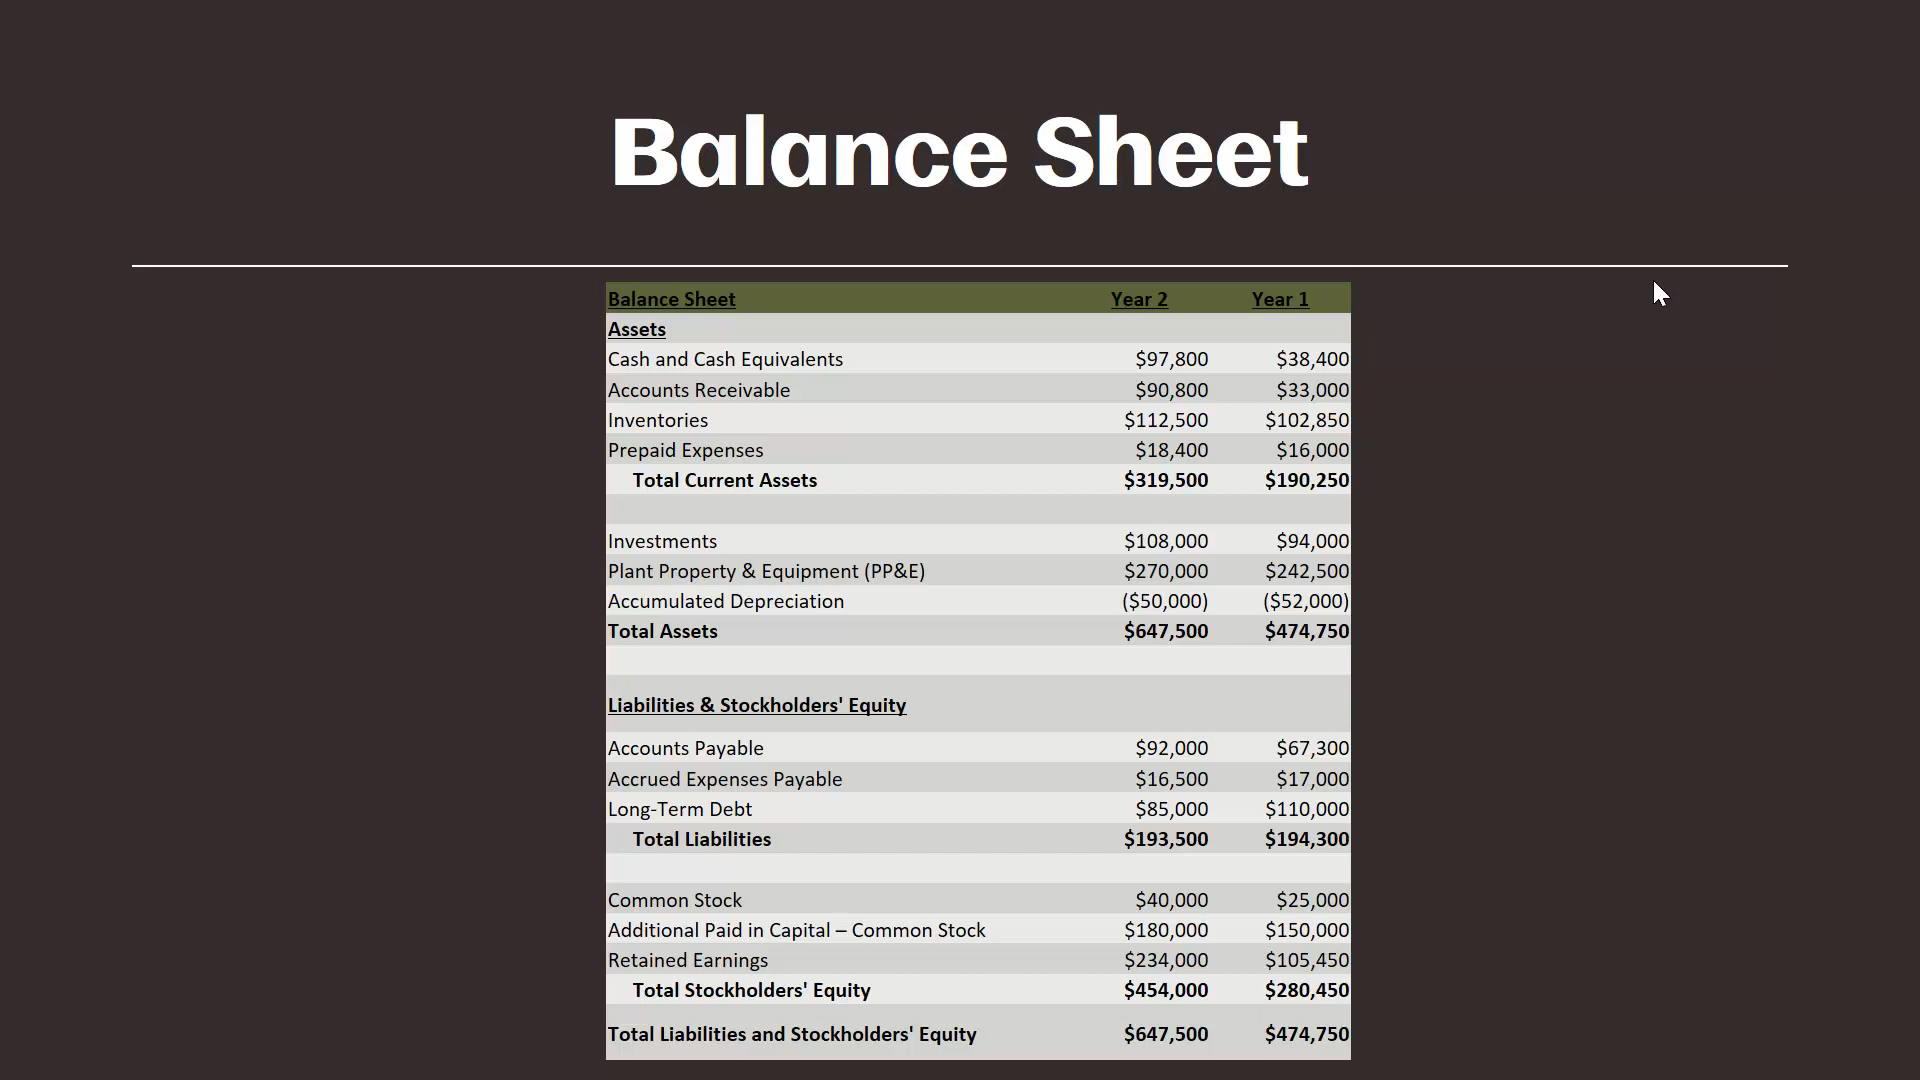 Balance Sheet
Balance Sheet Year 2 Year 1
Assets
Cash and Cash Equivalents $97,800 $38,400
Accounts Receivable $90,800 $33,000
Inventories $112,500 $102,850
Prepaid Expenses $18,400 $16,000
Total Current Assets $319,500 $190,250
Investments $108,000 $94,000
Plant Property & Equipment (PP&E) $270,000 $242,500
Accumulated Depreciation ($50,000) ($52,000)
Total Assets $647,500 $474,750
Liabilities & Stockholders' Equity
Accounts Payable $92,000 $67,300
Accrued Expenses Payable $16,500 $17,000
Long-Term Debt $85,000 $110,000
Total Liabilities $193,500 $194,300
Common Stock $40,000 $25,000
Additional Paid in Capital – Common Stock $180,000 $150,000
Retained Earnings $234,000 $105,450
Total Stockholders' Equity $454,000 $280,450
Total Liabilities and Stockholders' Equity $647,500 $474,750